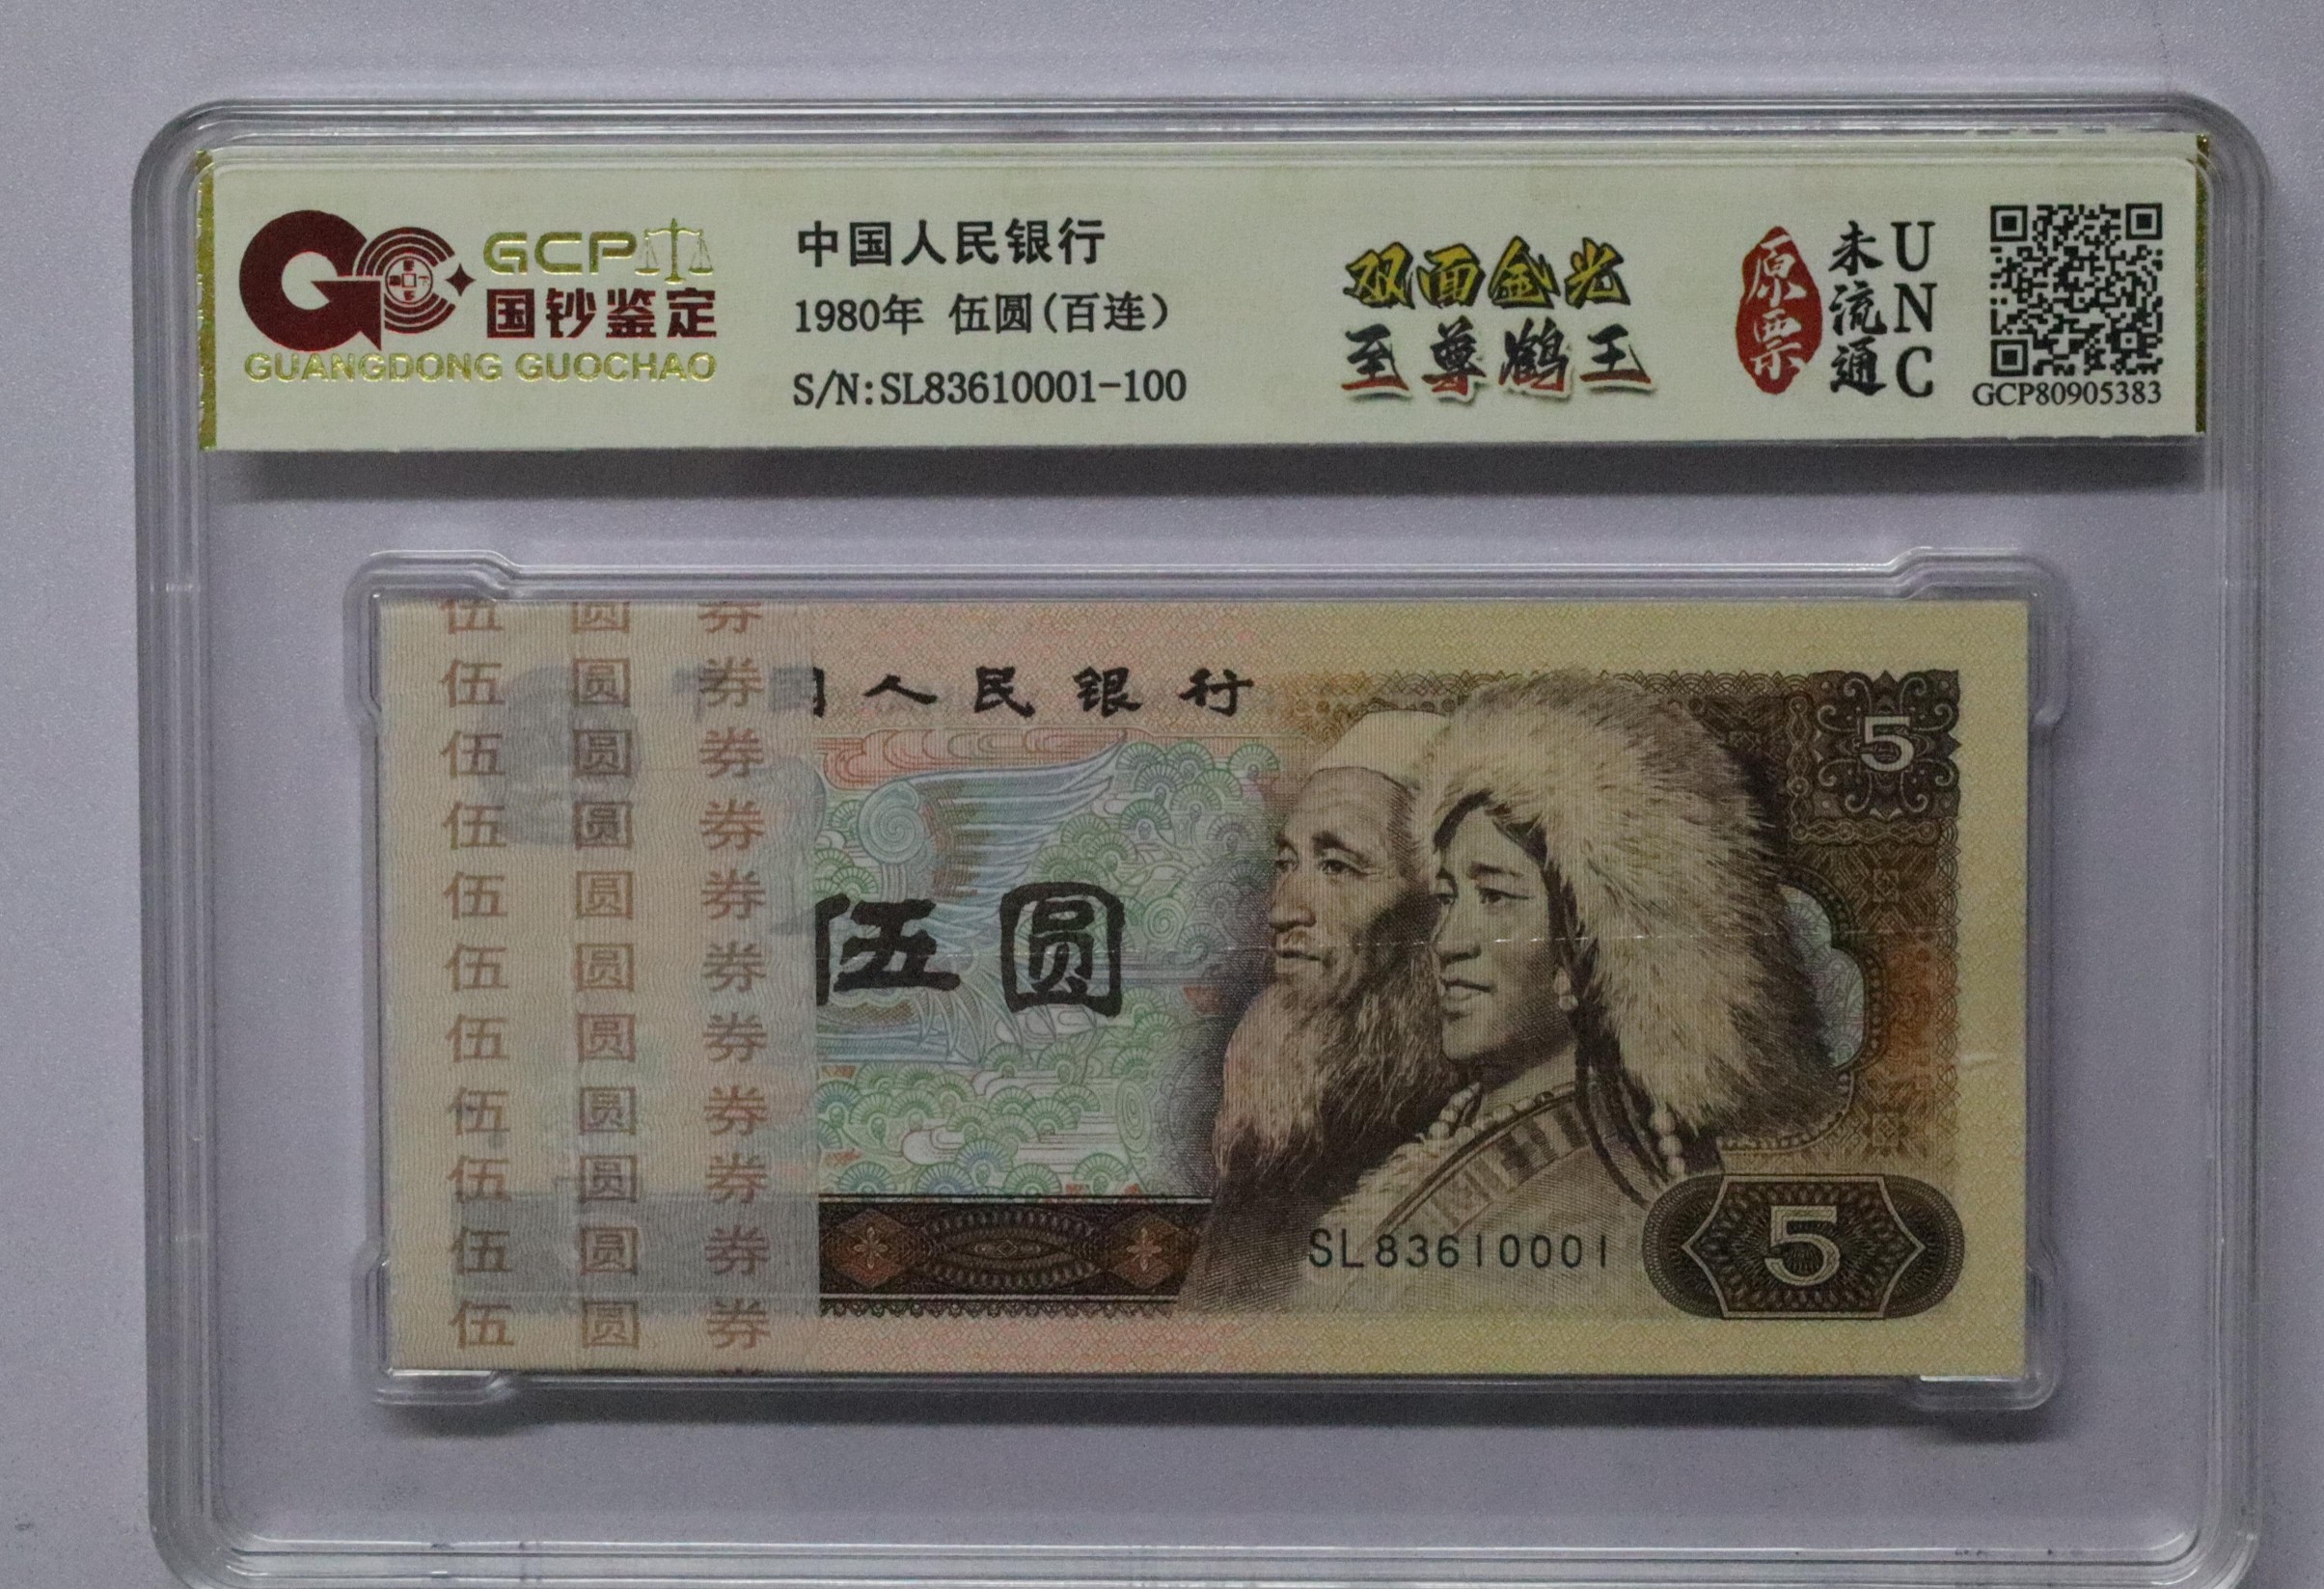 GCP
国钞鉴定
GUANGDONG GUOCHAO
中国人民银行
1980年 伍圆(百连)
S/N:SL83610001-100
双面金光
至尊鹤王
原票
未流通
UNC
GCP80905383
伍 圆 券
伍 圆 券
伍 圆 券
伍 圆 券
伍 圆 券
伍 圆 券
伍 圆 券
伍 圆 券
伍 圆 券
伍 圆 券
伍 圆 券
国人民银行
5
伍圆
SL83610001
5